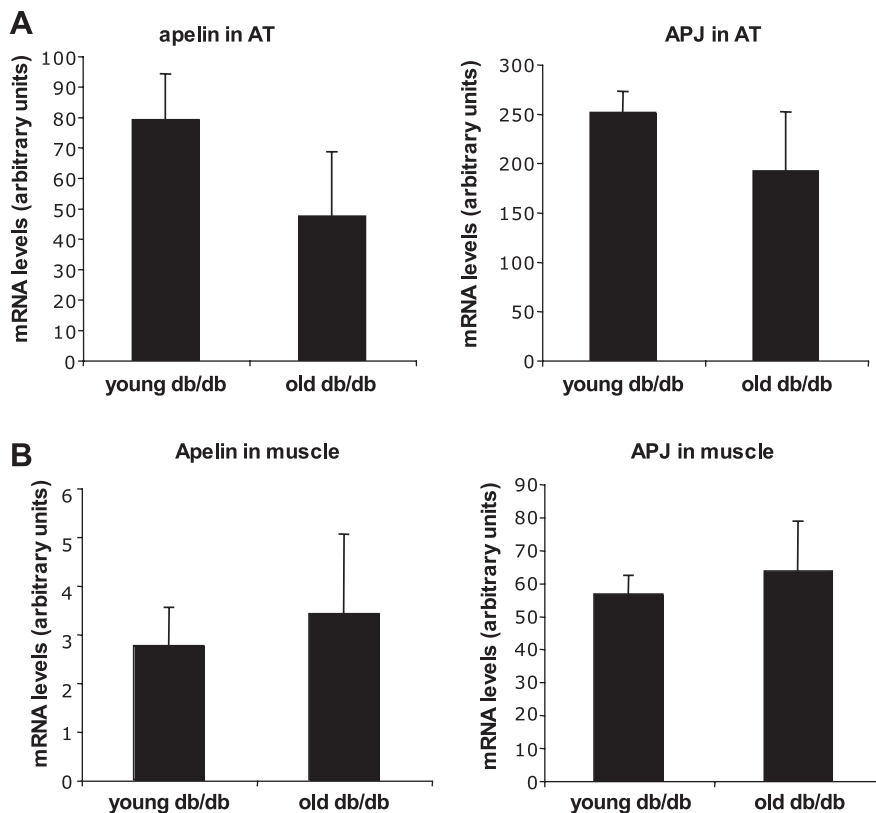 A
apelin in AT
mRNA levels (arbitrary units)
100
90
80
70
60
50
40
30
20
10
0
young db/db old db/db
APJ in AT
mRNA levels (arbitrary units)
300
250
200
150
250
100
50
0
young db/db old db/db
B
Apelin in muscle
mRNA levels (arbitrary units)
6
5
4
3
2
1
0
young db/db old db/db
APJ in muscle
mRNA levels (arbitrary units)
90
80
70
60
50
40
30
20
10
0
young db/db old db/db